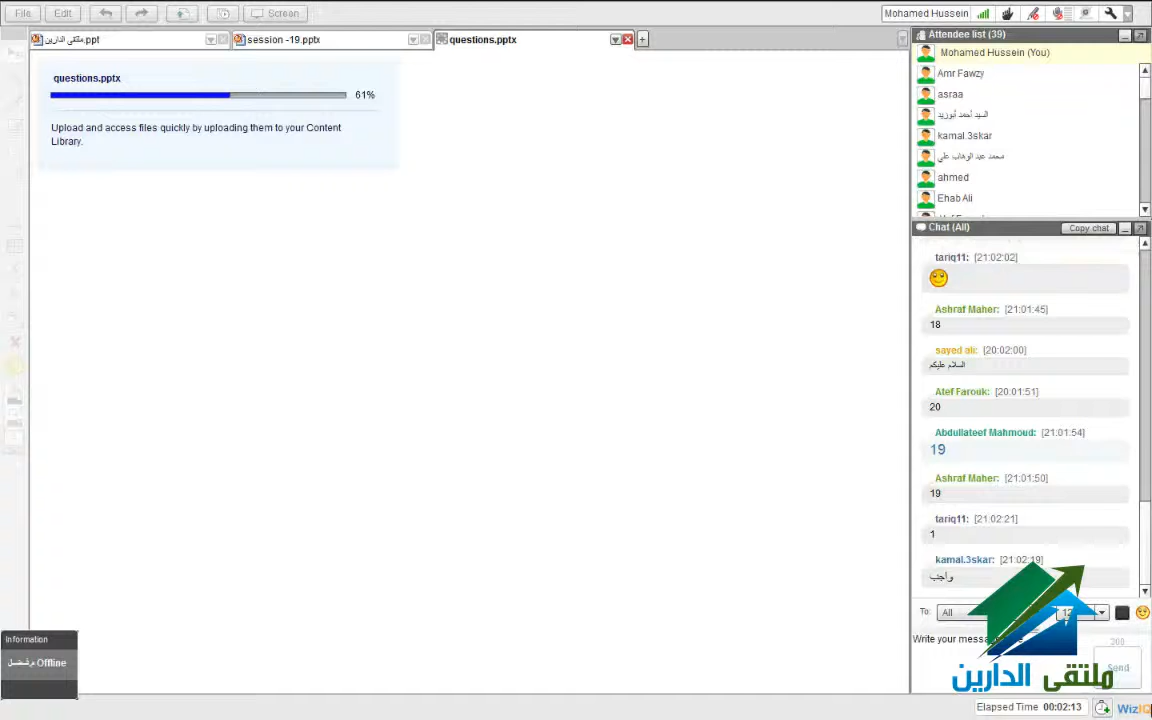 File Edit Screen Mohamed Hussein
ملتقى الدارين.ppt session -19.pptx questions.pptx
questions.pptx
61%
Upload and access files quickly by uploading them to your Content
Library.
Attendee list (39)
Mohamed Hussein (You)
Amr Fawzy
asraa
السيد أحمد أبوزيد
kamal.3skar
محمد عبد الوهاب علي
ahmed
Ehab Ali
Chat (All) Copy chat
tariq11: [21:02:02]
Ashraf Maher: [21:01:45]
18
sayed ali: [20:02:00]
السلام عليكم
Atef Farouk: [20:01:51]
20
Abdullateef Mahmoud: [21:01:54]
19
Ashraf Maher: [21:01:50]
19
tariq11: [21:02:21]
1
kamal.3skar: [21:02:19]
وأجنب
To: All 12
Write your
200
Send
ملتقى الدارين
Information
Offline
Elapsed Time 00:02:13 WizIQ